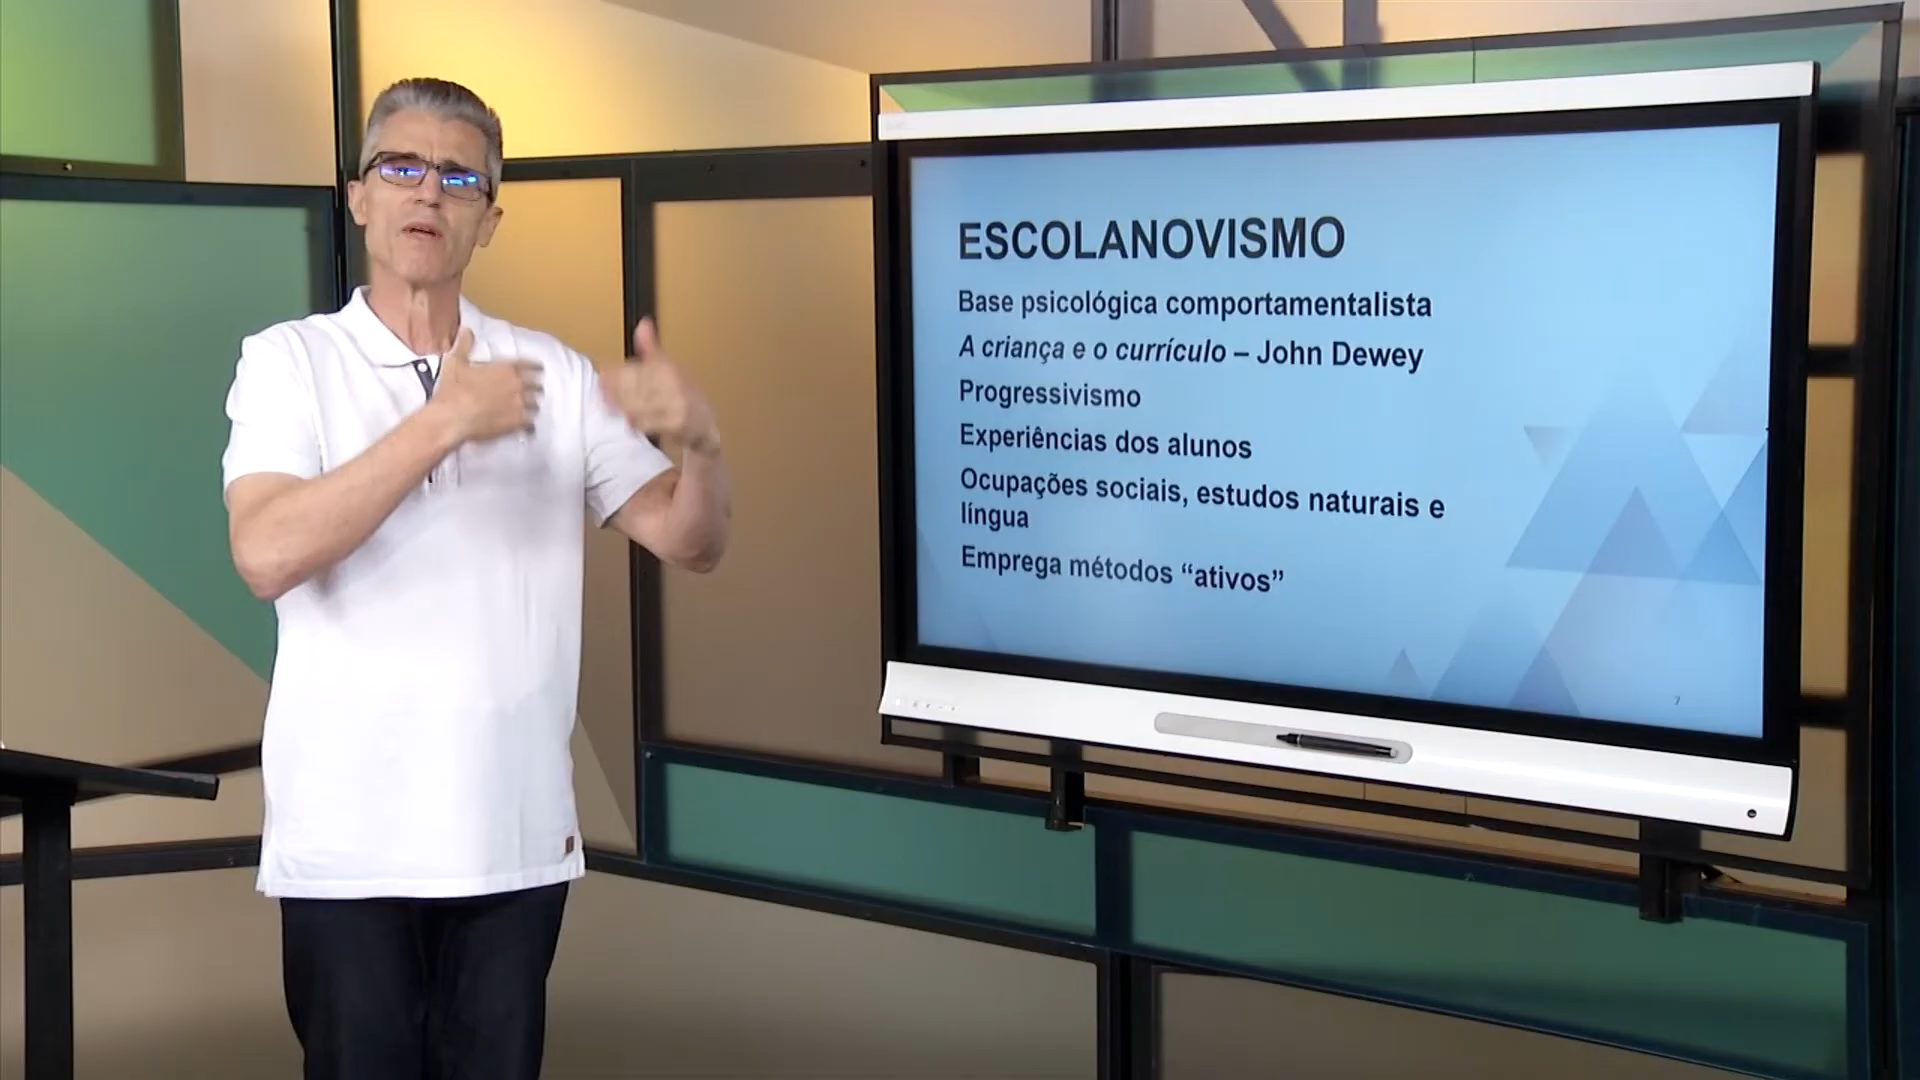 ESCOLANOVISMO
Base psicológica comportamentalista
A criança e o currículo – John Dewey
Progressivismo
Experiências dos alunos
Ocupações sociais, estudos naturais e
língua
Emprega métodos “ativos”
7